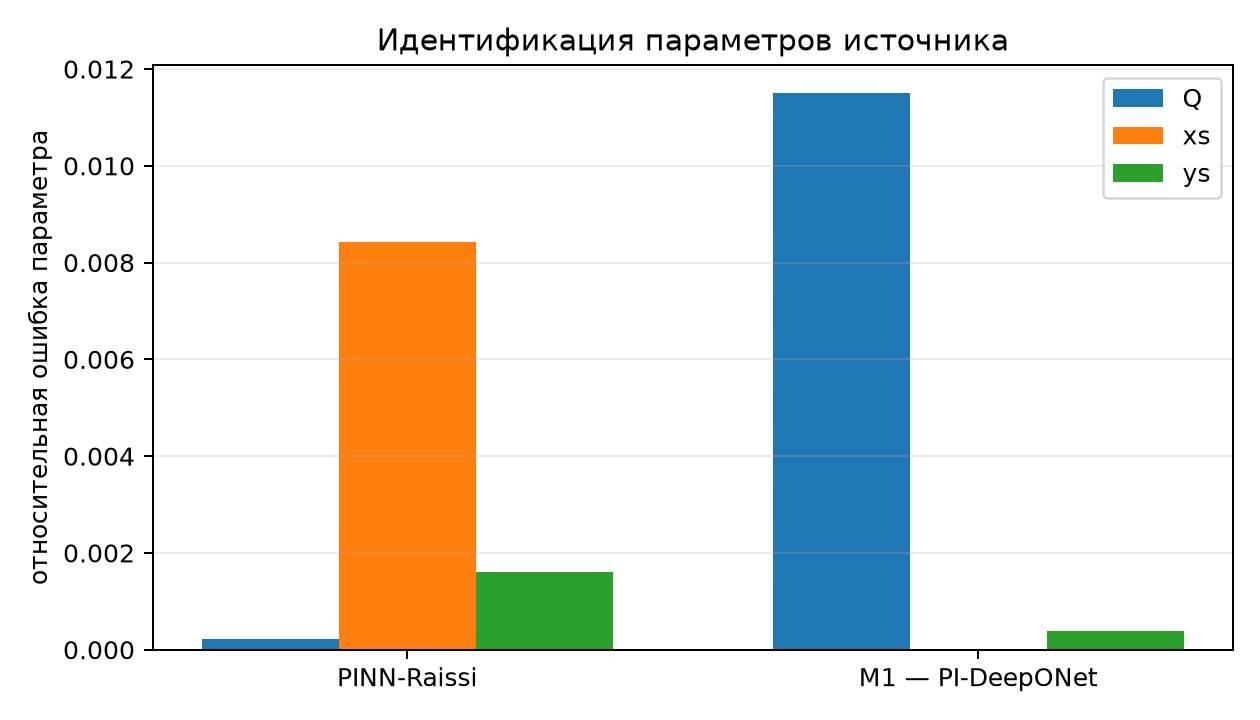 Идентификация параметров источника
относительная ошибка параметра
0.012
0.010
0.008
0.006
0.004
0.002
0.000
Q
xs
ys
PINN-Raissi
M1 — PI-DeepONet